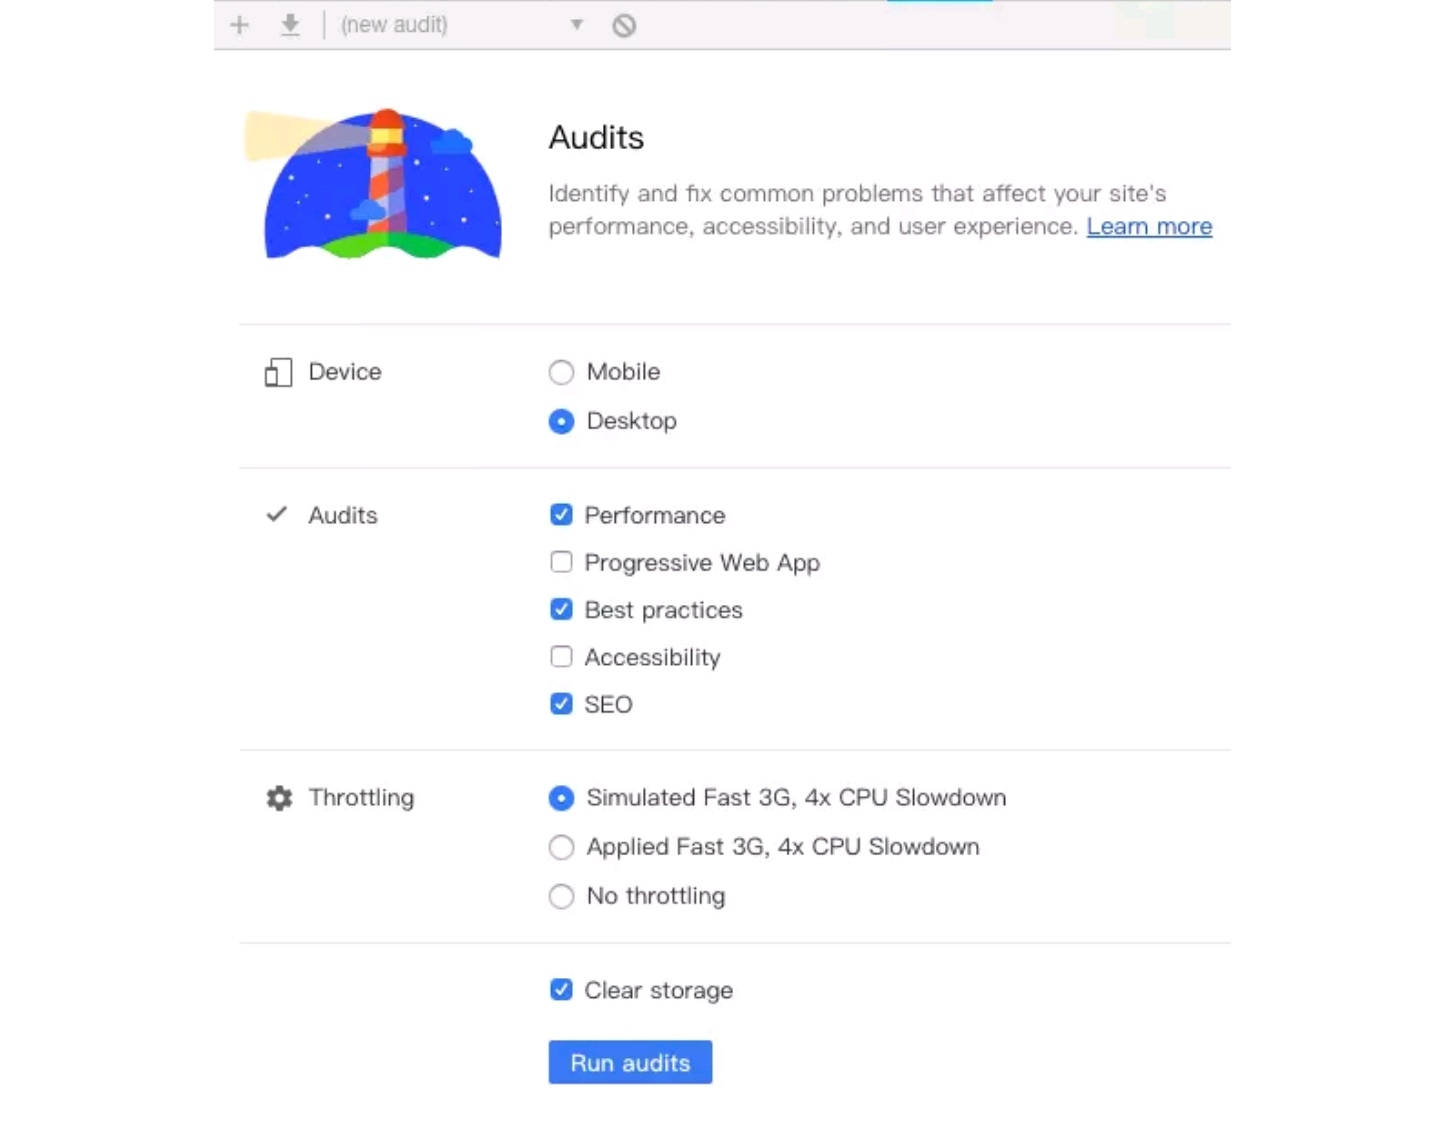 (new audit)
Audits
Identify and fix common problems that affect your site's
performance, accessibility, and user experience. Learn more
Device
Mobile
Desktop
Audits
Performance
Progressive Web App
Best practices
Accessibility
SEO
Throttling
Simulated Fast 3G, 4x CPU Slowdown
Applied Fast 3G, 4x CPU Slowdown
No throttling
Clear storage
Run audits